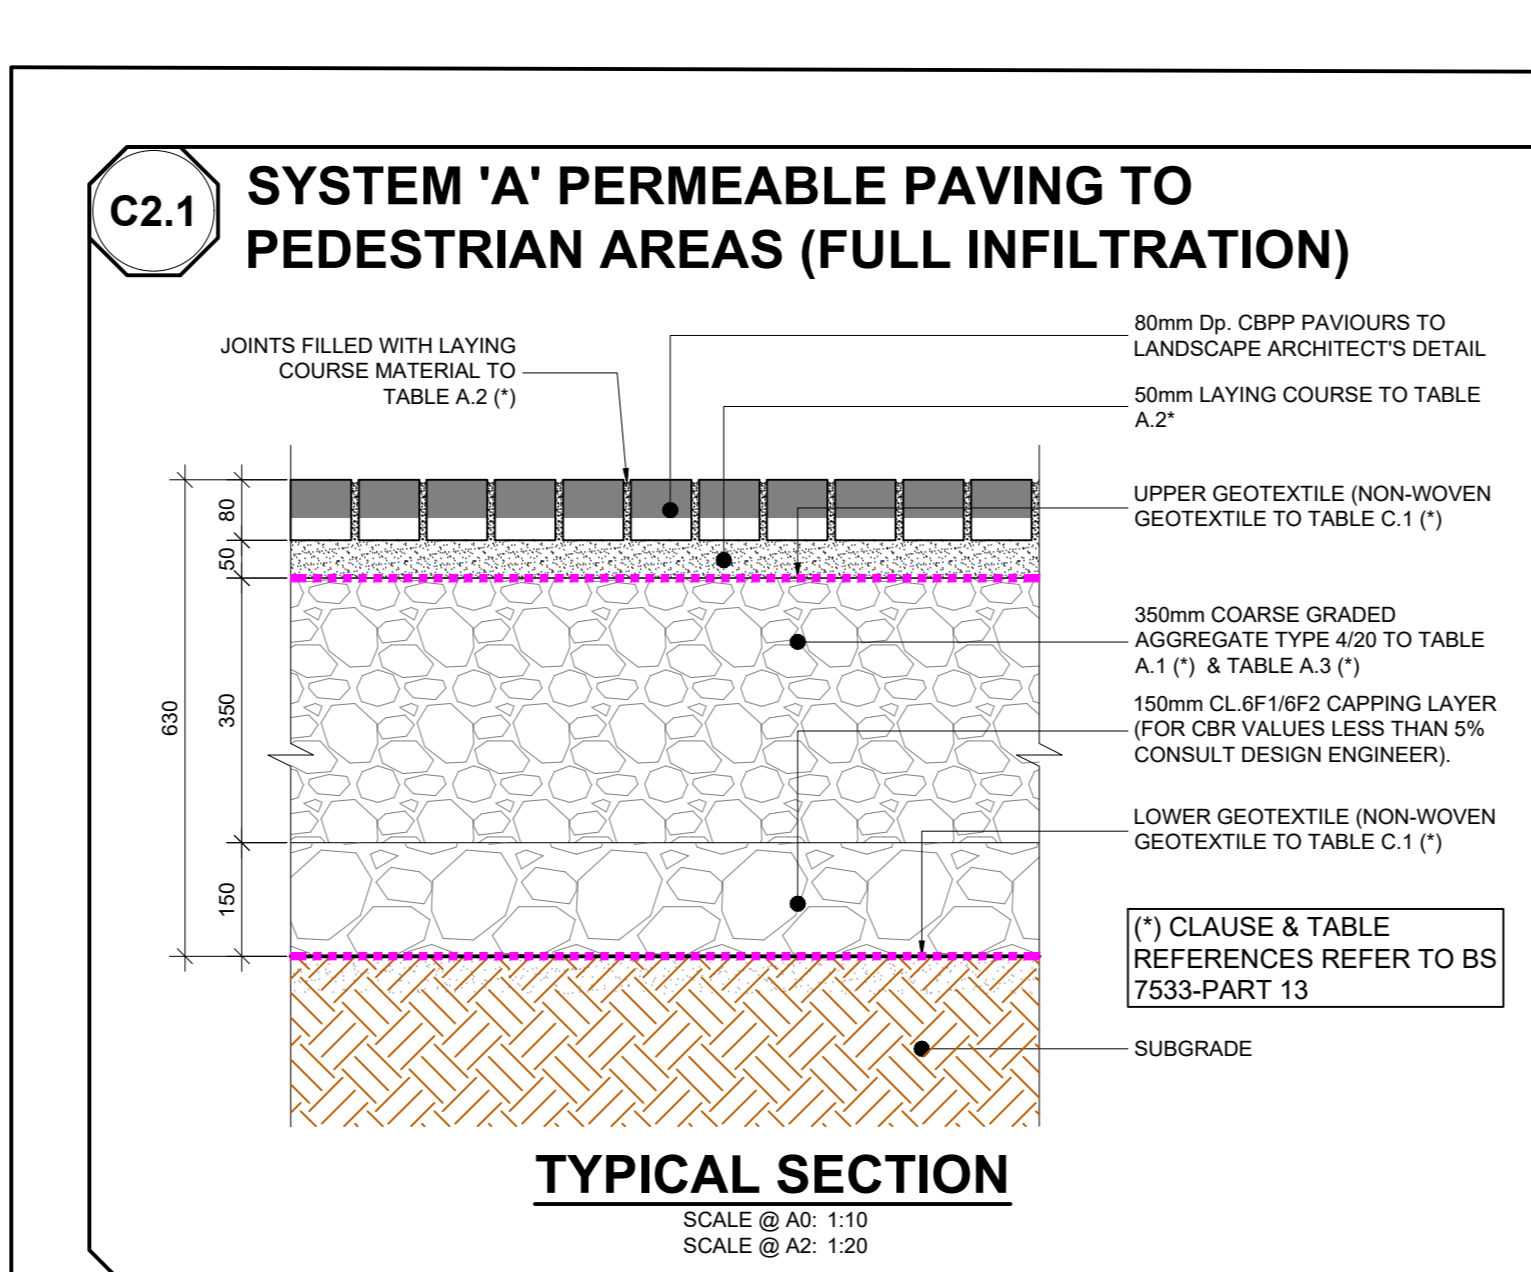 C2.1
SYSTEM 'A' PERMEABLE PAVING TO
PEDESTRIAN AREAS (FULL INFILTRATION)
JOINTS FILLED WITH LAYING
COURSE MATERIAL TO
TABLE A.2 (*)
80mm Dp. CBPP PAVIOURS TO
LANDSCAPE ARCHITECT'S DETAIL
50mm LAYING COURSE TO TABLE
A.2*
UPPER GEOTEXTILE (NON-WOVEN
GEOTEXTILE TO TABLE C.1 (*)
350mm COARSE GRADED
AGGREGATE TYPE 4/20 TO TABLE
A.1 (*) & TABLE A.3 (*)
150mm CL.6F1/6F2 CAPPING LAYER
(FOR CBR VALUES LESS THAN 5%
CONSULT DESIGN ENGINEER).
LOWER GEOTEXTILE (NON-WOVEN
GEOTEXTILE TO TABLE C.1 (*)
(*) CLAUSE & TABLE
REFERENCES REFER TO BS
7533-PART 13
SUBGRADE
630
80
50
350
150
TYPICAL SECTION
SCALE @ A0: 1:10
SCALE @ A2: 1:20